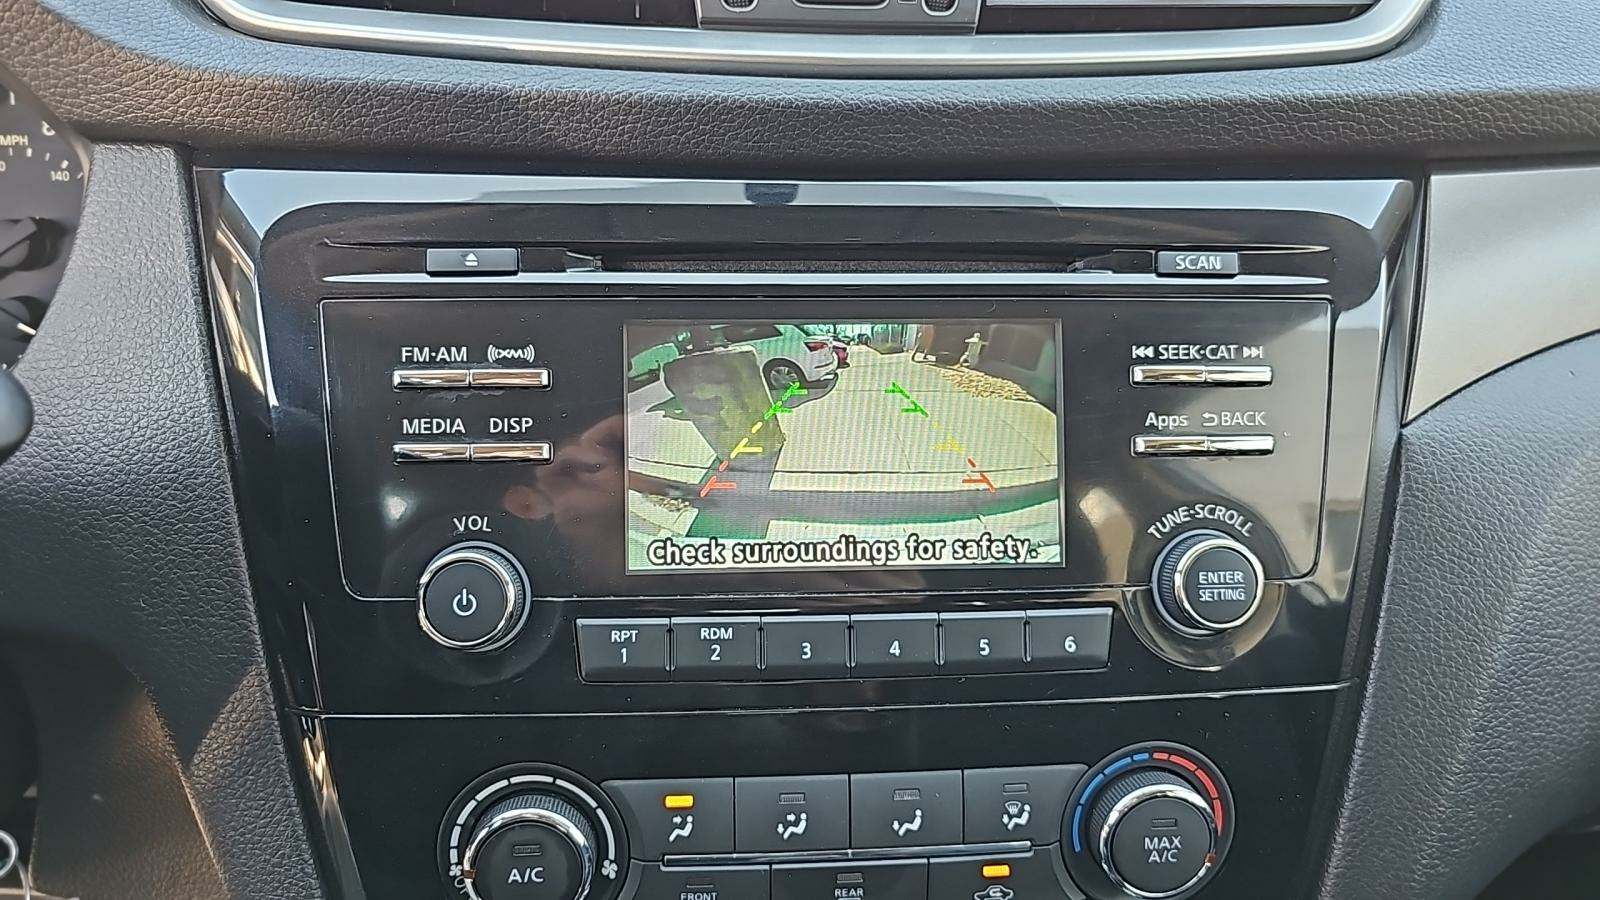 MPH
140
SCAN
FM·AM
XM
SEEK·CAT
MEDIA
DISP
Apps
BACK
VOL
TUNE·SCROLL
ENTER
SETTING
Check surroundings for safety.
RPT
1
RDM
2
3
4
5
6
A/C
MAX
A/C
FRONT
REAR